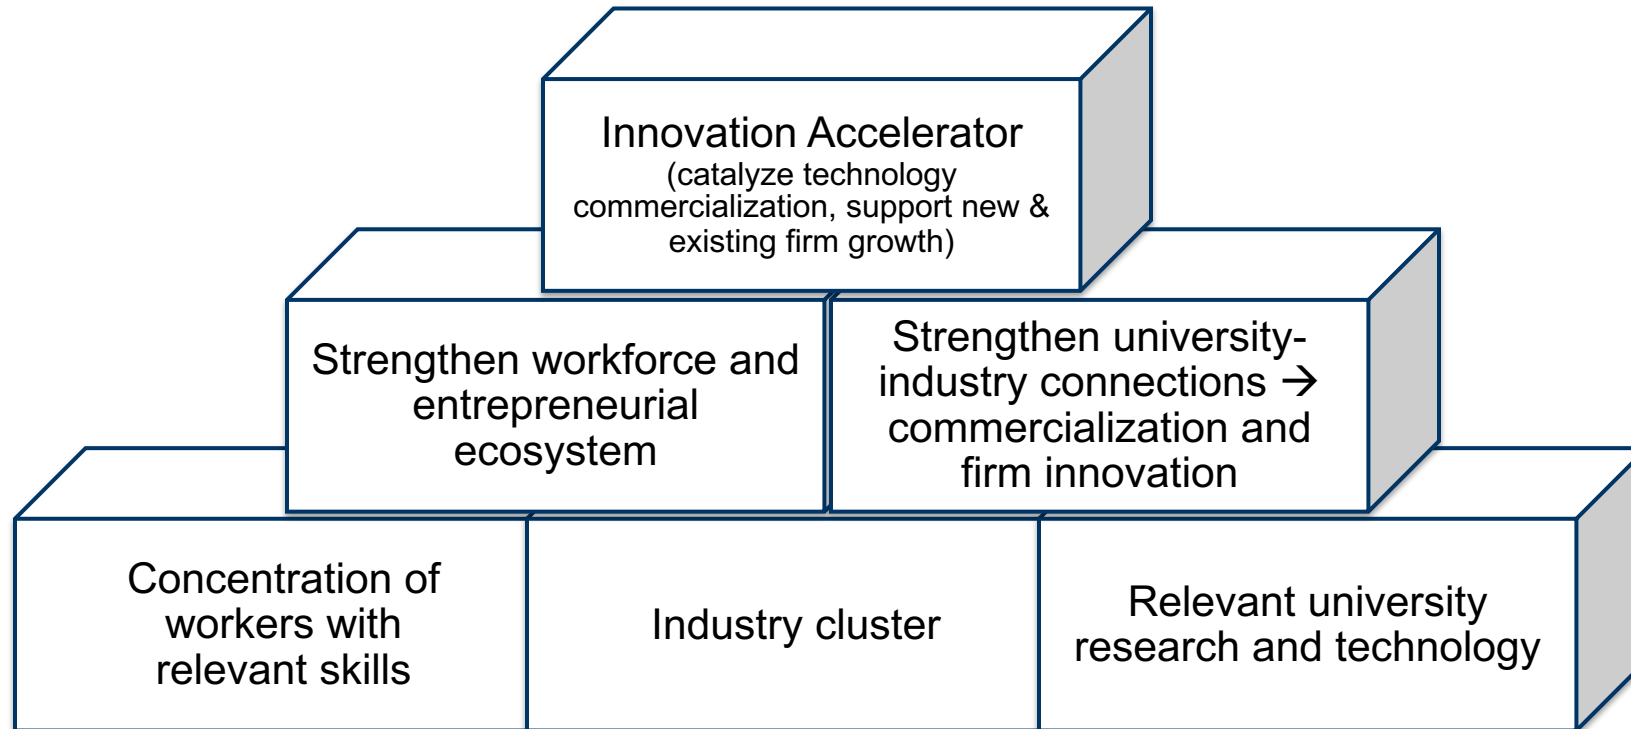 Innovation Accelerator
(catalyze technology
commercialization, support new &
existing firm growth)
Strengthen workforce and
entrepreneurial
ecosystem
Strengthen university-
industry connections →
commercialization and
firm innovation
Concentration of
workers with
relevant skills
Industry cluster
Relevant university
research and technology